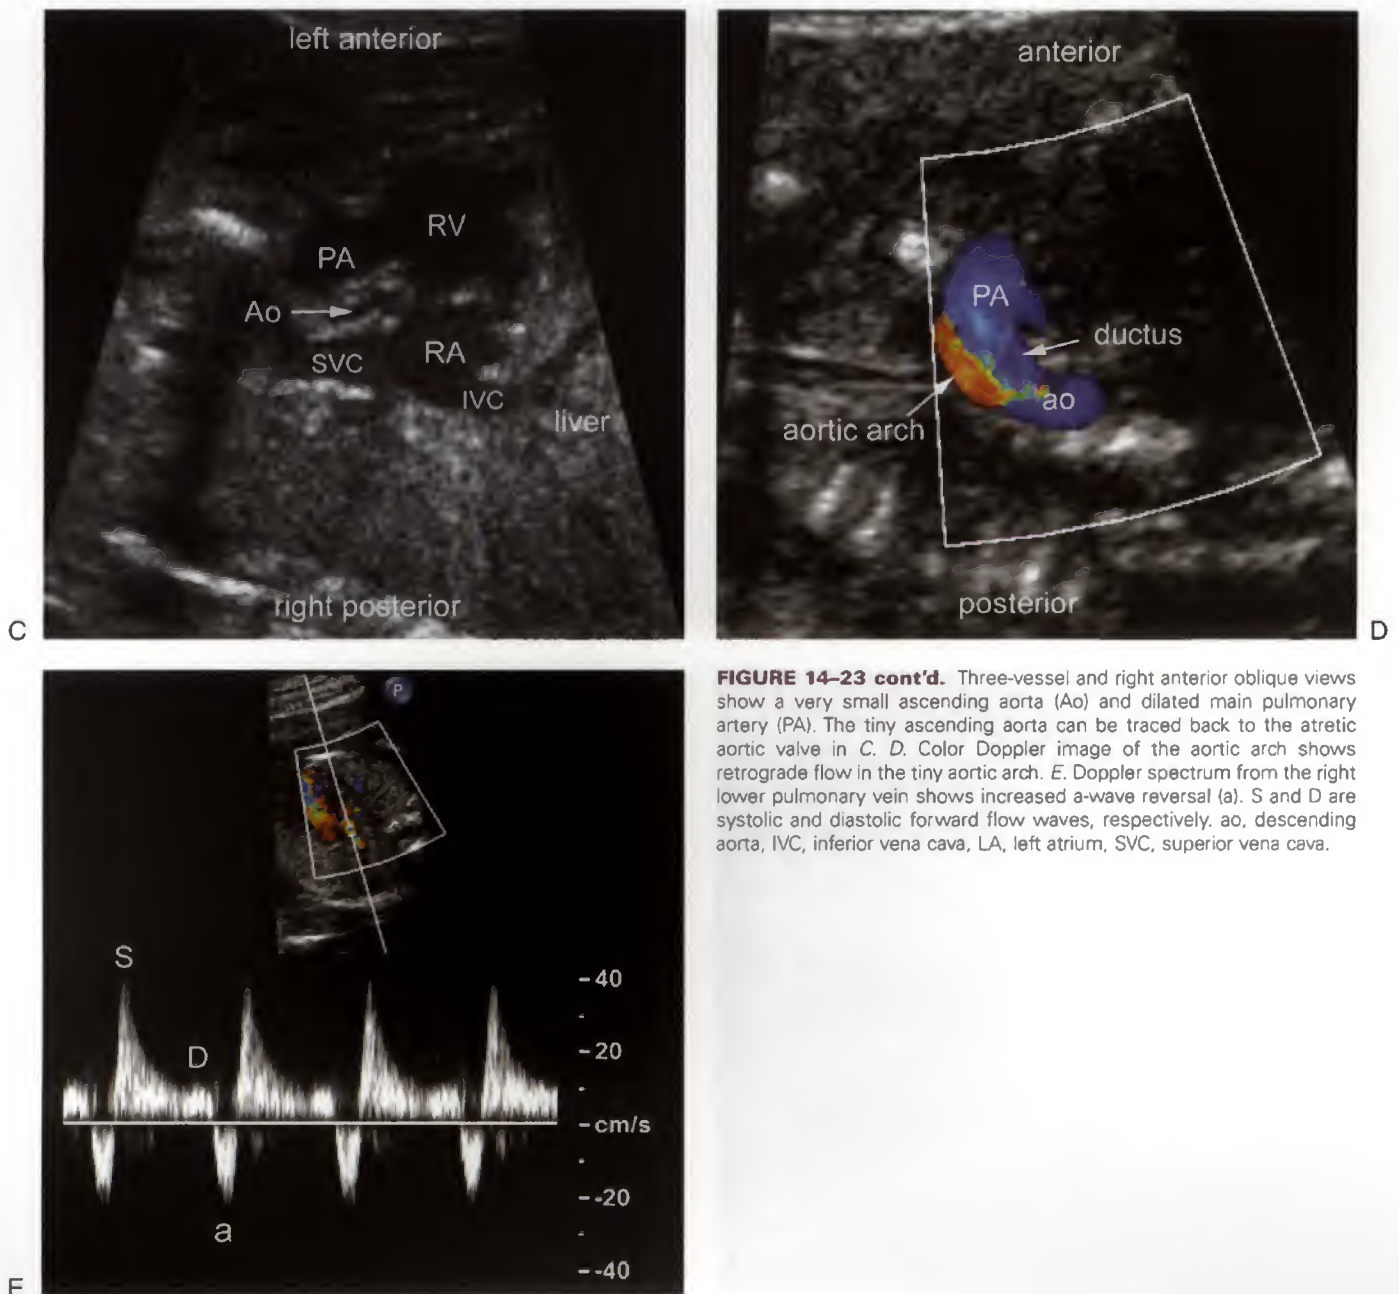 left anterior
RV
PA
Ao
SVC
RA
IVC
liver
right posterior
C
anterior
PA
ductus
ao
aortic arch
posterior
D
P
S
D
a
-40
-20
-cm/s
--20
--40
E
FIGURE 14–23 cont'd. Three-vessel and right anterior oblique views
show a very small ascending aorta (Ao) and dilated main pulmonary
artery (PA). The tiny ascending aorta can be traced back to the atretic
aortic valve in C. D. Color Doppler image of the aortic arch shows
retrograde flow in the tiny aortic arch. E. Doppler spectrum from the right
lower pulmonary vein shows increased a-wave reversal (a). S and D are
systolic and diastolic forward flow waves, respectively. ao, descending
aorta, IVC, inferior vena cava, LA, left atrium, SVC, superior vena cava.